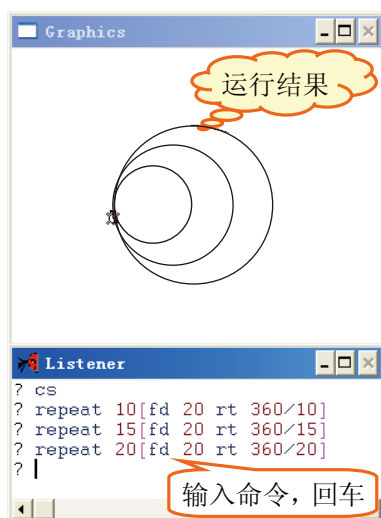 Graphics
运行结果
Listener
? cs
? repeat 10[fd 20 rt 360/10]
? repeat 15[fd 20 rt 360/15]
? repeat 20[fd 20 rt 360/20]
?
输入命令，回车